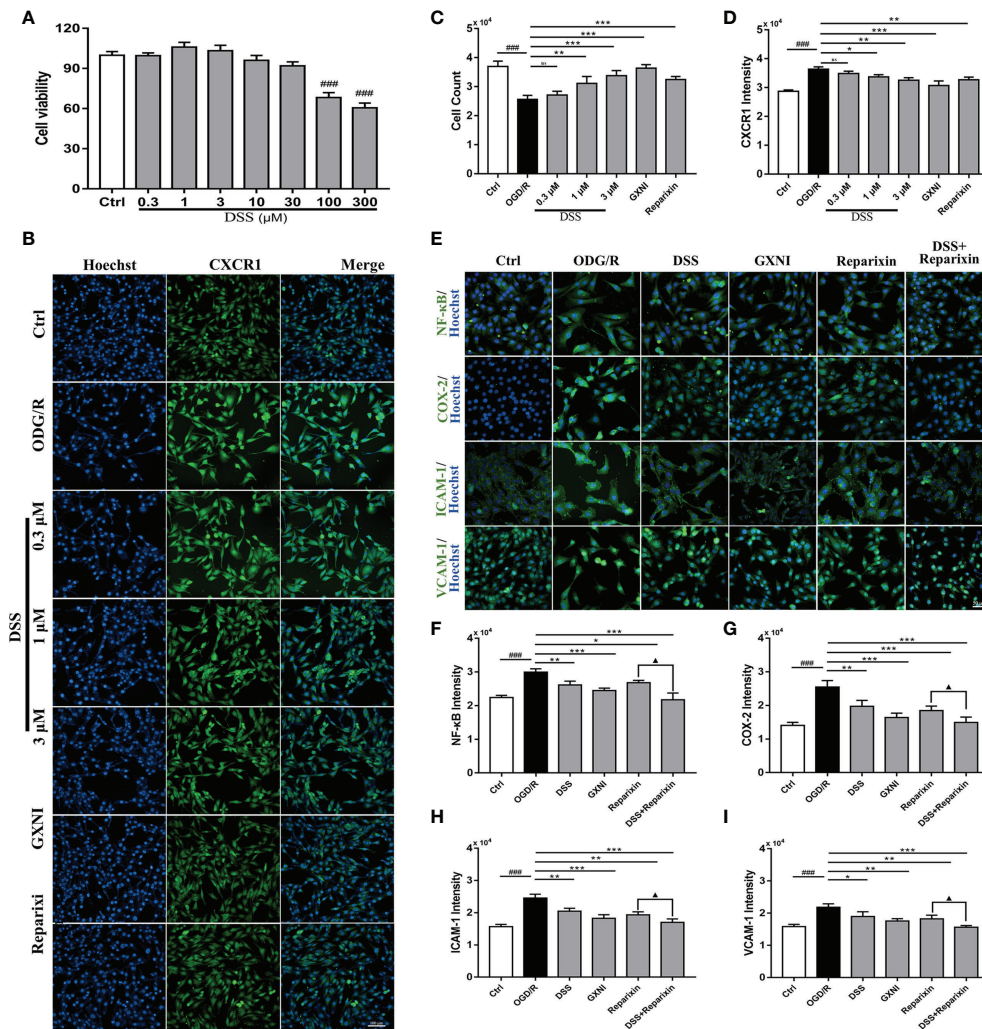 A
120
90
60
30
0
Cell viability
###
###
Ctrl
0.3
1
3
10
30
100
300
DSS (µM)
C
x 10⁴
5
4
3
2
1
0
Cell Count
###
ns
**
***
***
***
Ctrl
OGD/R
0.3 µM
1 µM
3 µM
GXNI
Reparixin
DSS
D
x 10⁴
5
4
3
2
1
0
CXCR1 Intensity
###
ns
*
**
***
**
Ctrl
OGD/R
0.3 µM
1 µM
3 µM
GXNI
Reparixin
DSS
B
Hoechst
CXCR1
Merge
Ctrl
ODG/R
DSS
0.3 µM
1 µM
3 µM
GXNI
Reparixi
E
Ctrl
ODG/R
DSS
GXNI
Reparixin
DSS+
Reparixin
NF-κB/
Hoechst
COX-2/
Hoechst
ICAM-1/
Hoechst
VCAM-1/
Hoechst
F
x 10⁴
4
3
2
1
0
NF-κB Intensity
###
**
***
*
***
▲
Ctrl
OGD/R
DSS
GXNI
Reparixin
DSS+Reparixin
G
x 10⁴
4
3
2
1
0
COX-2 Intensity
###
**
***
***
***
▲
Ctrl
OGD/R
DSS
GXNI
Reparixin
DSS+Reparixin
H
x 10⁴
4
3
2
1
0
ICAM-1 Intensity
###
**
***
**
***
▲
Ctrl
OGD/R
DSS
GXNI
Reparixin
DSS+Reparixin
I
x 10⁴
4
3
2
1
0
VCAM-1 Intensity
###
*
**
**
***
▲
Ctrl
OGD/R
DSS
GXNI
Reparixin
DSS+Reparixin